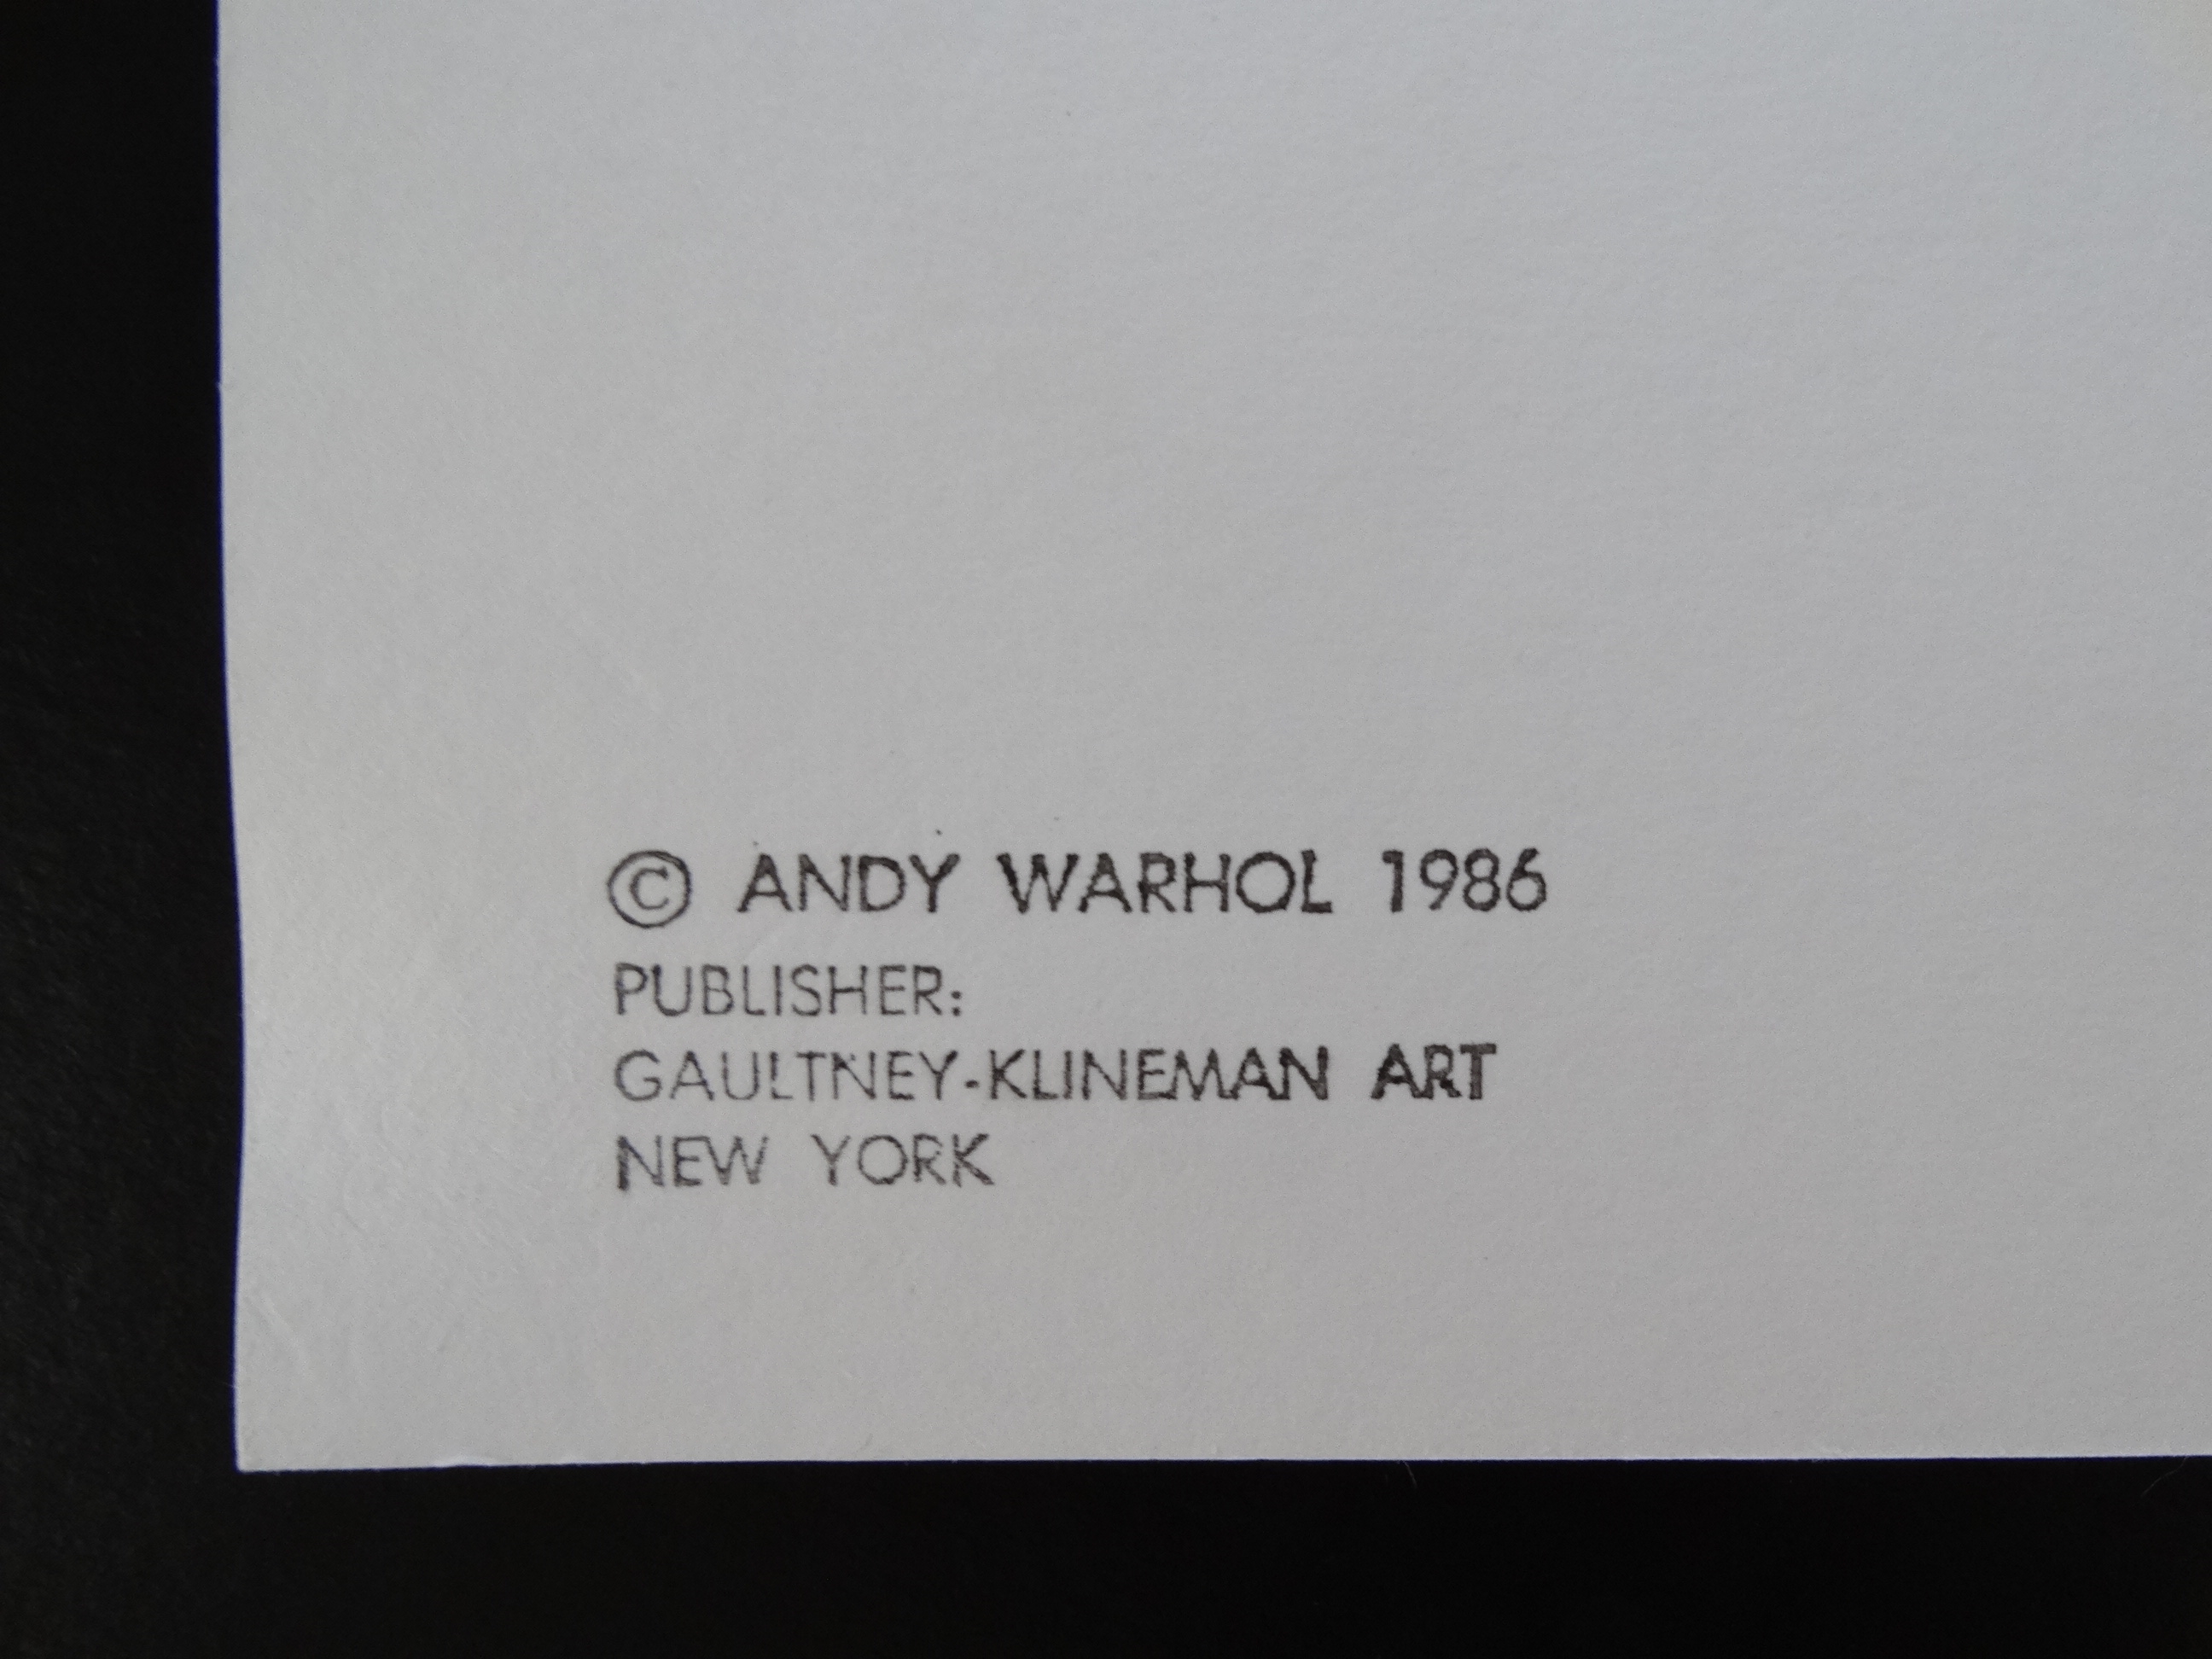 © ANDY WARHOL 1986
PUBLISHER:
GAULTNEY-KLINEMAN ART
NEW YORK